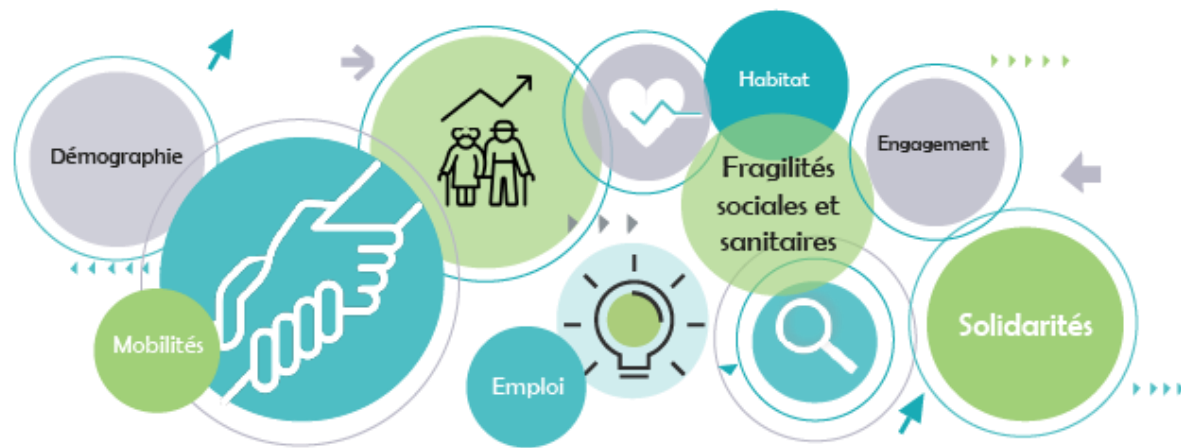 Démographie
Mobilités
Emploi
Habitat
Fragilités
sociales et
sanitaires
Engagement
Solidarités